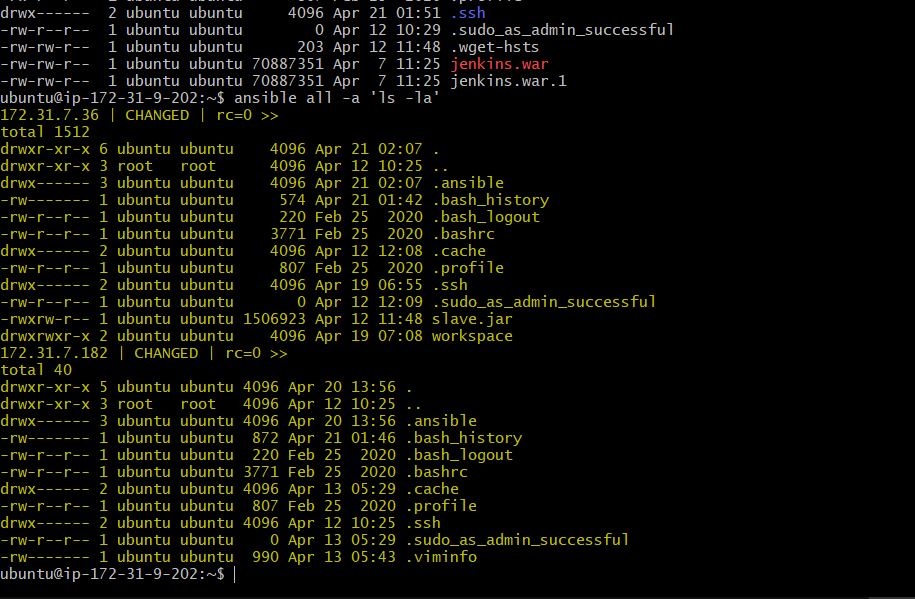 drwx------  2 ubuntu ubuntu     4096 Apr 21 01:51 .ssh
-rw-r--r--  1 ubuntu ubuntu        0 Apr 12 10:29 .sudo_as_admin_successful
-rw-rw-r--  1 ubuntu ubuntu      203 Apr 12 11:48 .wget-hsts
-rw-rw-r--  1 ubuntu ubuntu 70887351 Apr  7 11:25 jenkins.war
-rw-rw-r--  1 ubuntu ubuntu 70887351 Apr  7 11:25 jenkins.war.1
ubuntu@ip-172-31-9-202:~$ ansible all -a 'ls -la'
172.31.7.36 | CHANGED | rc=0 >>
total 1512
drwxr-xr-x 6 ubuntu ubuntu    4096 Apr 21 02:07 .
drwxr-xr-x 3 root   root      4096 Apr 12 10:25 ..
drwx------ 3 ubuntu ubuntu    4096 Apr 21 02:07 .ansible
-rw------- 1 ubuntu ubuntu     574 Apr 21 01:42 .bash_history
-rw-r--r-- 1 ubuntu ubuntu     220 Feb 25  2020 .bash_logout
-rw-r--r-- 1 ubuntu ubuntu    3771 Feb 25  2020 .bashrc
drwx------ 2 ubuntu ubuntu    4096 Apr 12 12:08 .cache
-rw-r--r-- 1 ubuntu ubuntu     807 Feb 25  2020 .profile
drwx------ 2 ubuntu ubuntu    4096 Apr 19 06:55 .ssh
-rw-r--r-- 1 ubuntu ubuntu       0 Apr 12 12:09 .sudo_as_admin_successful
-rwxrw-r-- 1 ubuntu ubuntu 1506923 Apr 12 11:48 slave.jar
drwxrwxr-x 2 ubuntu ubuntu    4096 Apr 19 07:08 workspace
172.31.7.182 | CHANGED | rc=0 >>
total 40
drwxr-xr-x 5 ubuntu ubuntu 4096 Apr 20 13:56 .
drwxr-xr-x 3 root   root   4096 Apr 12 10:25 ..
drwx------ 3 ubuntu ubuntu 4096 Apr 20 13:56 .ansible
-rw------- 1 ubuntu ubuntu  872 Apr 21 01:46 .bash_history
-rw-r--r-- 1 ubuntu ubuntu  220 Feb 25  2020 .bash_logout
-rw-r--r-- 1 ubuntu ubuntu 3771 Feb 25  2020 .bashrc
drwx------ 2 ubuntu ubuntu 4096 Apr 13 05:29 .cache
-rw-r--r-- 1 ubuntu ubuntu  807 Feb 25  2020 .profile
drwx------ 2 ubuntu ubuntu 4096 Apr 12 10:25 .ssh
-rw-r--r-- 1 ubuntu ubuntu    0 Apr 13 05:29 .sudo_as_admin_successful
-rw------- 1 ubuntu ubuntu  990 Apr 13 05:43 .viminfo
ubuntu@ip-172-31-9-202:~$